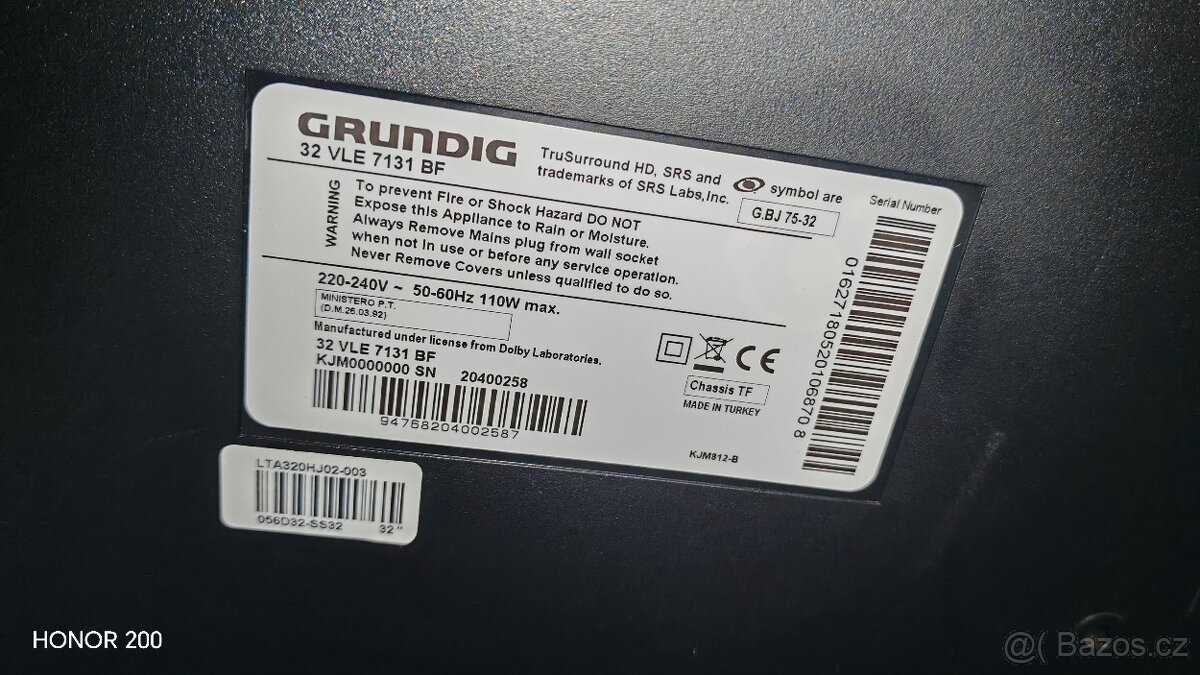 GRUNDIG
32 VLE 7131 BF
TruSurround HD, SRS and symbol are
trademarks of SRS Labs,Inc.
G.BJ 75-32
Serial Number
WARNING
To prevent Fire or Shock Hazard DO NOT
Expose this Appliance to Rain or Moisture.
Always Remove Mains plug from wall socket
when not in use or before any service operation.
Never Remove Covers unless qualified to do so.
220-240V ~ 50-60Hz 110W max.
MINISTERO P.T.
(D.M.26.03.92)
Manufactured under license from Dolby Laboratories.
32 VLE 7131 BF
KJM0000000 SN 20400258
94768204002587
CE
Chassis TF
MADE IN TURKEY
KJM812-B
01627180520106870 8
LTA320HJ02-003
056D32-SS32 32"
HONOR 200
@( Bazos.cz